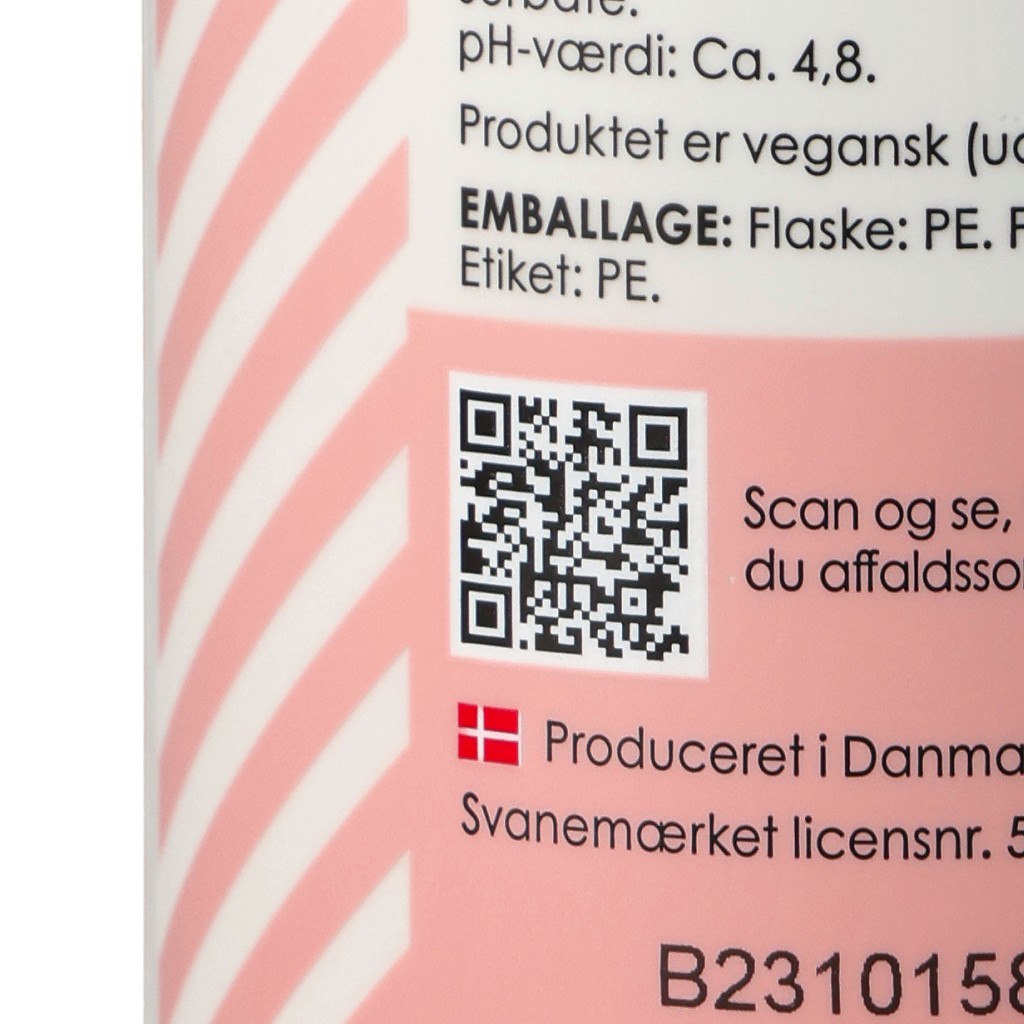 pH-værdi: Ca. 4,8.
Produktet er vegansk
EMBALLAGE: Flaske: PE.
Etiket: PE.
Scan og se,
du
Produceret i
Svanemærket licensnr.